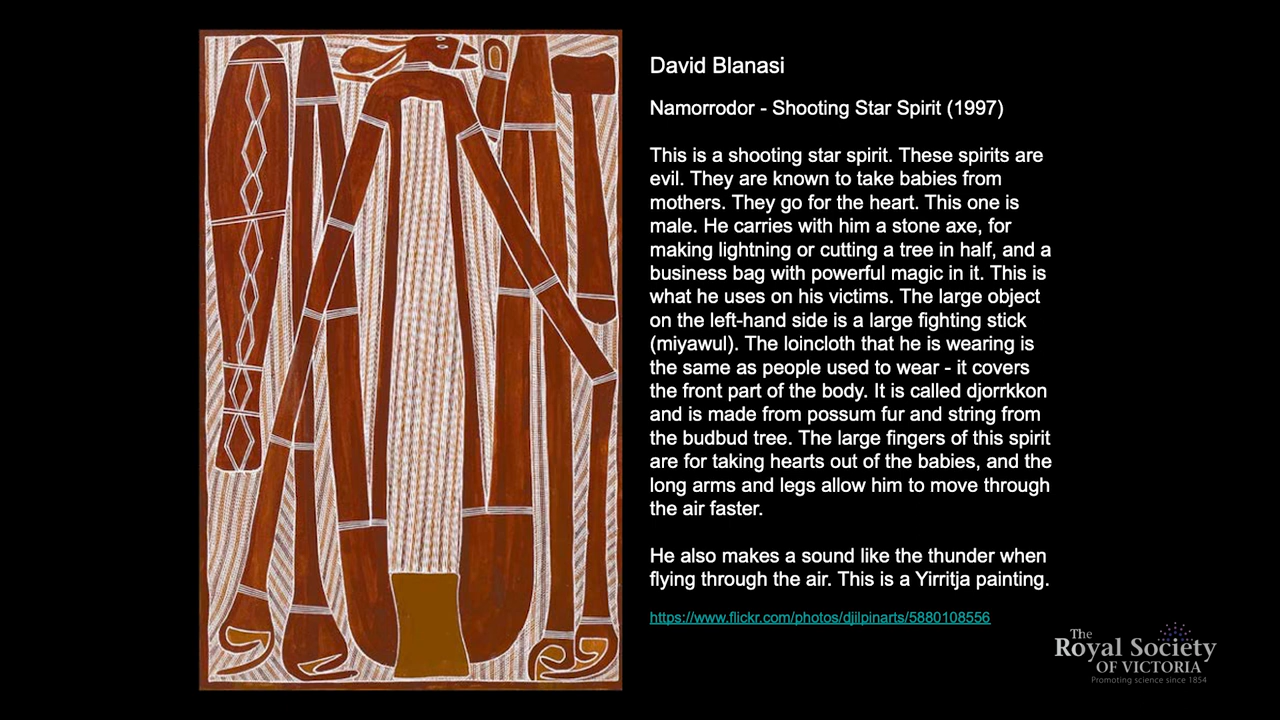 David Blanasi
Namorrodor - Shooting Star Spirit (1997)
This is a shooting star spirit. These spirits are
evil. They are known to take babies from
mothers. They go for the heart. This one is
male. He carries with him a stone axe, for
making lightning or cutting a tree in half, and a
business bag with powerful magic in it. This is
what he uses on his victims. The large object
on the left-hand side is a large fighting stick
(miyawul). The loincloth that he is wearing is
the same as people used to wear - it covers
the front part of the body. It is called djorrkkon
and is made from possum fur and string from
the budbud tree. The large fingers of this spirit
are for taking hearts out of the babies, and the
long arms and legs allow him to move through
the air faster.
He also makes a sound like the thunder when
flying through the air. This is a Yirritja painting.
https://www.flickr.com/photos/djilpinarts/5880108556
The
Royal Society
OF VICTORIA
Promoting science since 1854